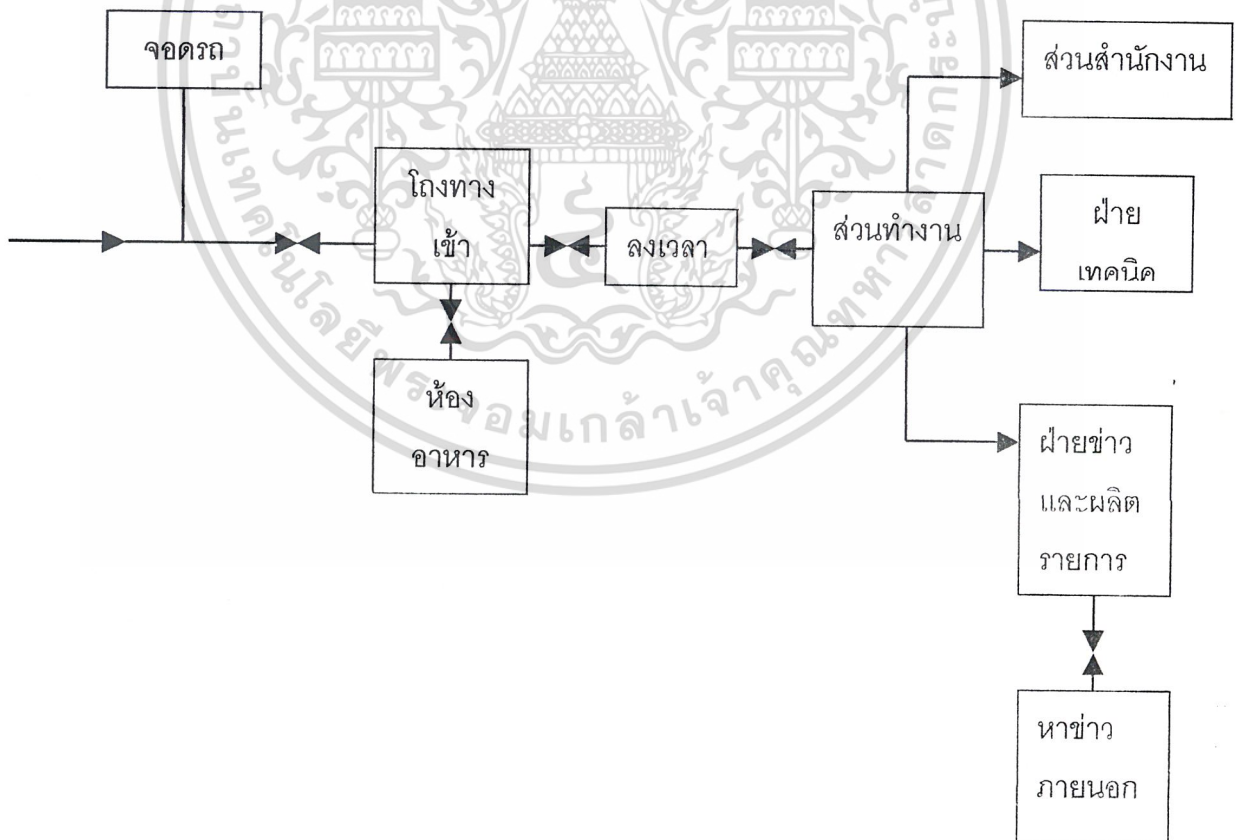 จอดรถ
ส่วนสำนักงาน
โถงทาง
เข้า
ลงเวลา
ส่วนทำงาน
ฝ่าย
เทคนิค
ห้อง
อาหาร
ฝ่ายข่าว
และผลิต
รายการ
หาข่าว
ภายนอก